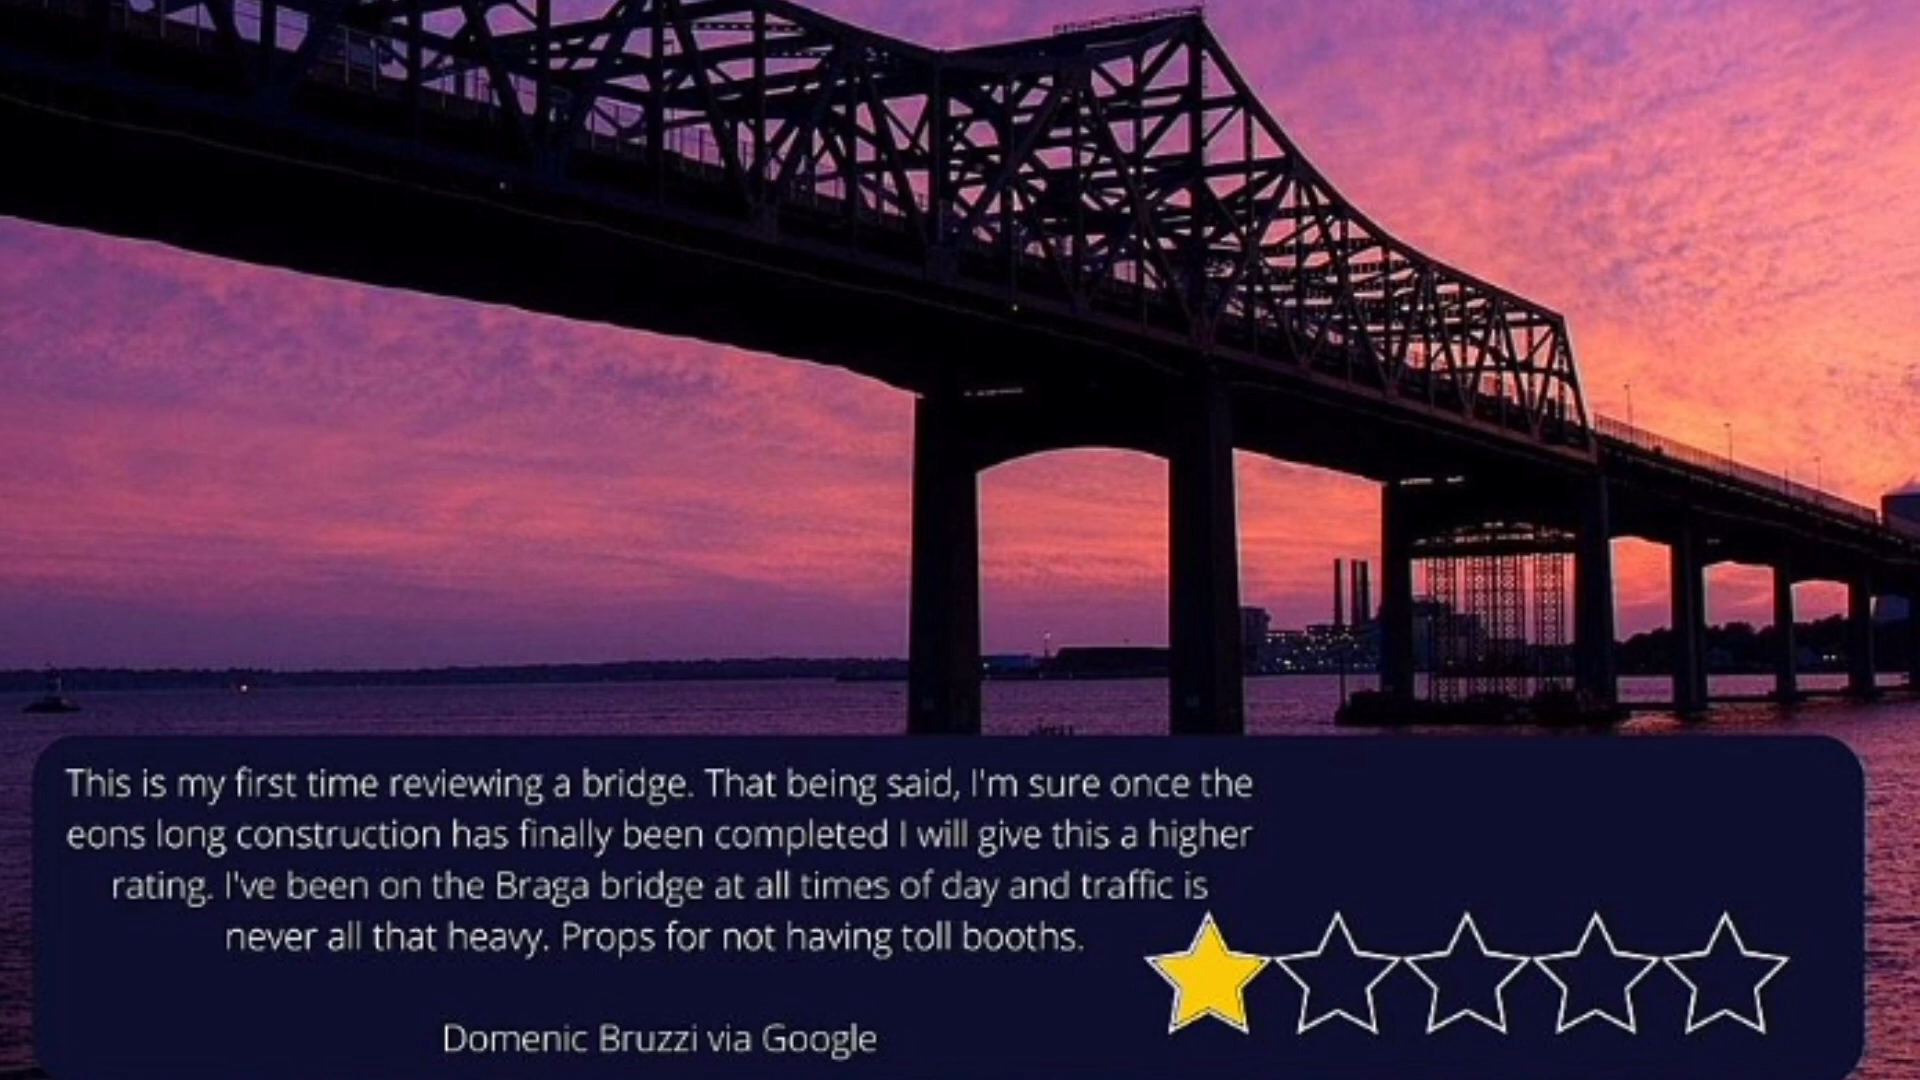 This is my first time reviewing a bridge. That being said, I'm sure once the
eons long construction has finally been completed I will give this a higher
rating. I've been on the Braga bridge at all times of day and traffic is
never all that heavy. Props for not having toll booths.
Domenic Bruzzi via Google